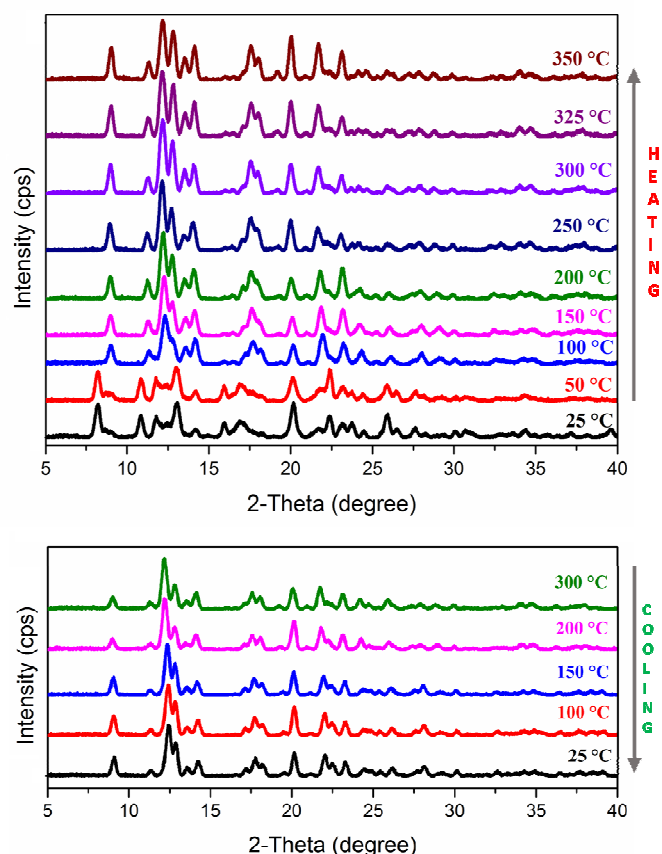 350 °C
325 °C
300 °C
250 °C
200 °C
150 °C
100 °C
50 °C
25 °C
Intensity (cps)
HEATING
5 10 15 20 25 30 35 40
2-Theta (degree)
300 °C
200 °C
150 °C
100 °C
25 °C
Intensity (cps)
COOLING
5 10 15 20 25 30 35 40
2-Theta (degree)